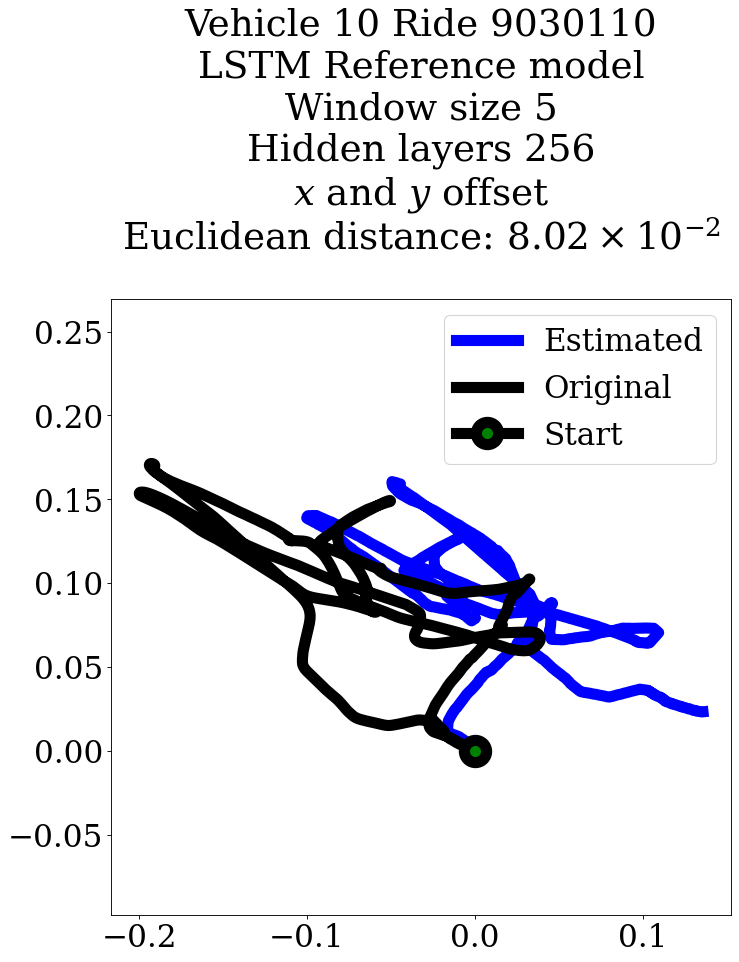 Vehicle 10 Ride 9030110
LSTM Reference model
Window size 5
Hidden layers 256
x and y offset
Euclidean distance: 8.02 × 10⁻²
Estimated
Original
Start
0.25
0.20
0.15
0.10
0.05
0.00
−0.05
−0.2 −0.1 0.0 0.1